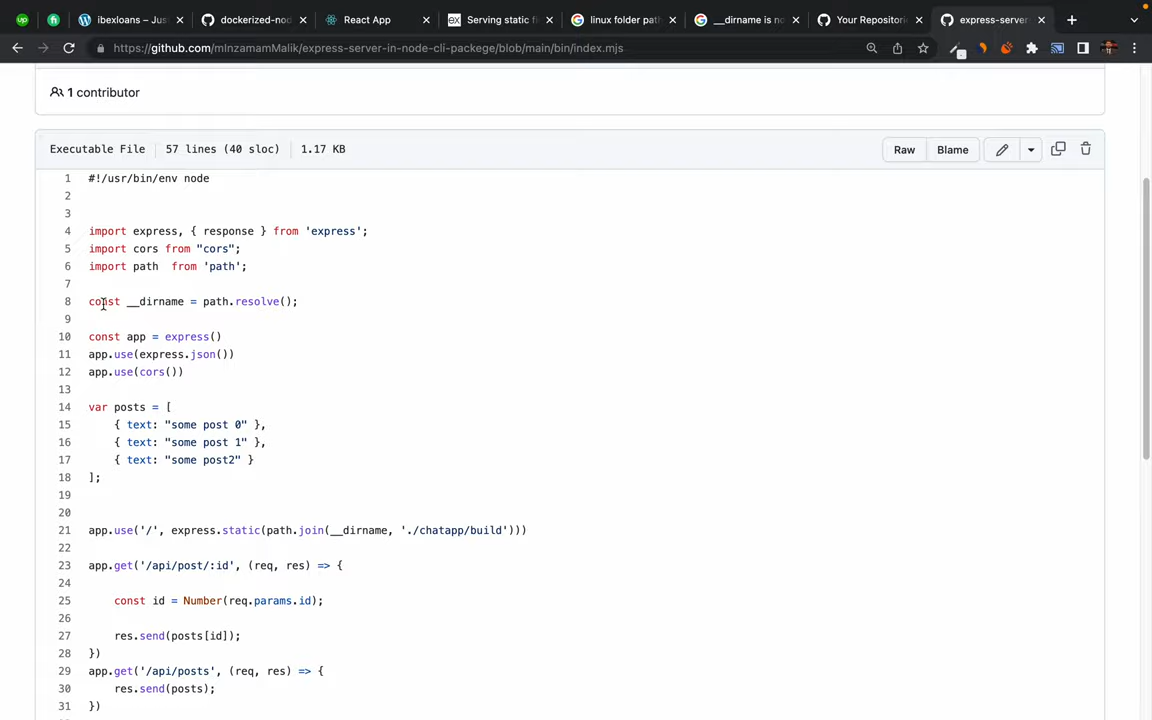 ibexloans – Jus
dockerized-nod
React App
Serving static fi
linux folder path
__dirname is no
Your Repositori
express-server
https://github.com/mInzamamMalik/express-server-in-node-cli-packege/blob/main/bin/index.mjs
1 contributor
Executable File 57 lines (40 sloc) 1.17 KB Raw Blame
1 #!/usr/bin/env node
2
3
4 import express, { response } from 'express';
5 import cors from "cors";
6 import path  from 'path';
7
8 const __dirname = path.resolve();
9
10 const app = express()
11 app.use(express.json())
12 app.use(cors())
13
14 var posts = [
15     { text: "some post 0" },
16     { text: "some post 1" },
17     { text: "some post2" }
18 ];
19
20
21 app.use('/', express.static(path.join(__dirname, './chatapp/build')))
22
23 app.get('/api/post/:id', (req, res) => {
24
25     const id = Number(req.params.id);
26
27     res.send(posts[id]);
28 })
29 app.get('/api/posts', (req, res) => {
30     res.send(posts);
31 })